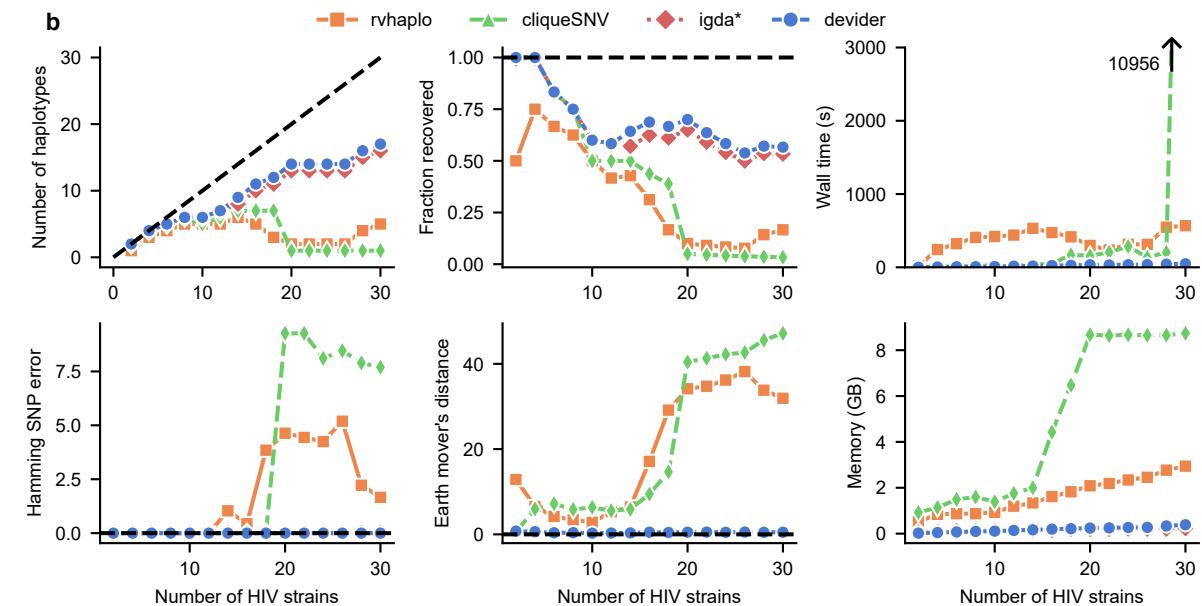 b
rvhaplo cliqueSNV igda* devider
Number of haplotypes
30
20
10
0
0 10 20 30
Fraction recovered
1.00
0.75
0.50
0.25
0.00
10 20 30
Wall time (s)
3000
2000
1000
0
10956
10 20 30
Hamming SNP error
7.5
5.0
2.5
0.0
10 20 30
Number of HIV strains
Earth mover's distance
40
20
0
10 20 30
Number of HIV strains
Memory (GB)
8
6
4
2
0
10 20 30
Number of HIV strains